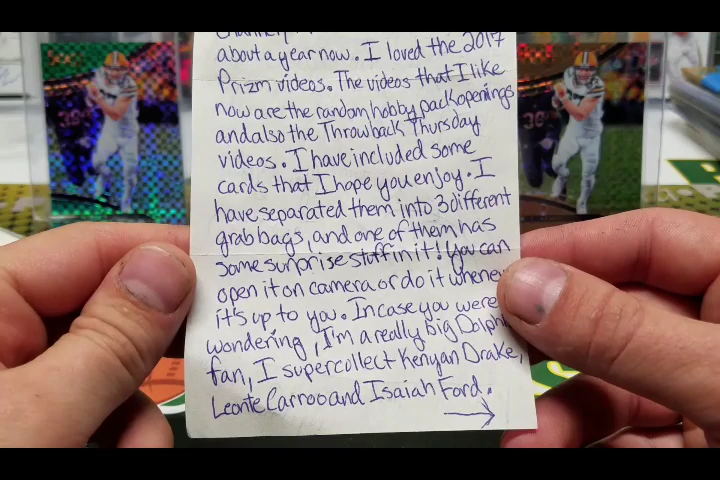 about a year now. I loved the 2017
Prizm videos. The videos that I like
now are the random hobby pack openings
and also the Throwback Thursday
videos. I have included some
cards that I hope you enjoy. I
have separated them into 3 different
grab bags, and one of them has
some surprise stuff in it! You can
open it on camera or do it whenev
it's up to you. In case you were
wondering, I'm a really big Dolph
fan, I supercollect Kenyan Drake,
Leonte Carroo and Isaiah Ford.